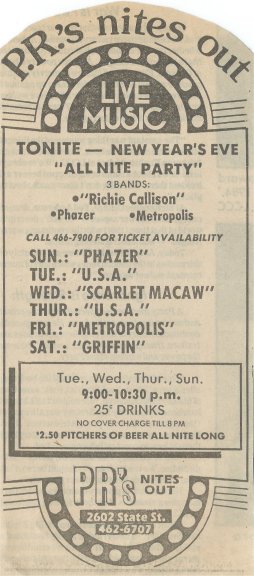 P.R.'s nites out
LIVE
MUSIC
TONITE — NEW YEAR'S EVE
"ALL NITE PARTY"
3 BANDS:
•"Richie Callison"
•Phazer •Metropolis
CALL 466-7900 FOR TICKET AVAILABILITY
SUN.: "PHAZER"
TUE.: "U.S.A."
WED.: "SCARLET MACAW"
THUR.: "U.S.A."
FRI.: "METROPOLIS"
SAT.: "GRIFFIN"
Tue., Wed., Thur., Sun.
9:00-10:30 p.m.
25¢ DRINKS
NO COVER CHARGE TILL 8 PM
$2.50 PITCHERS OF BEER ALL NITE LONG
PR's NITES
OUT
2602 State St.
462-6707